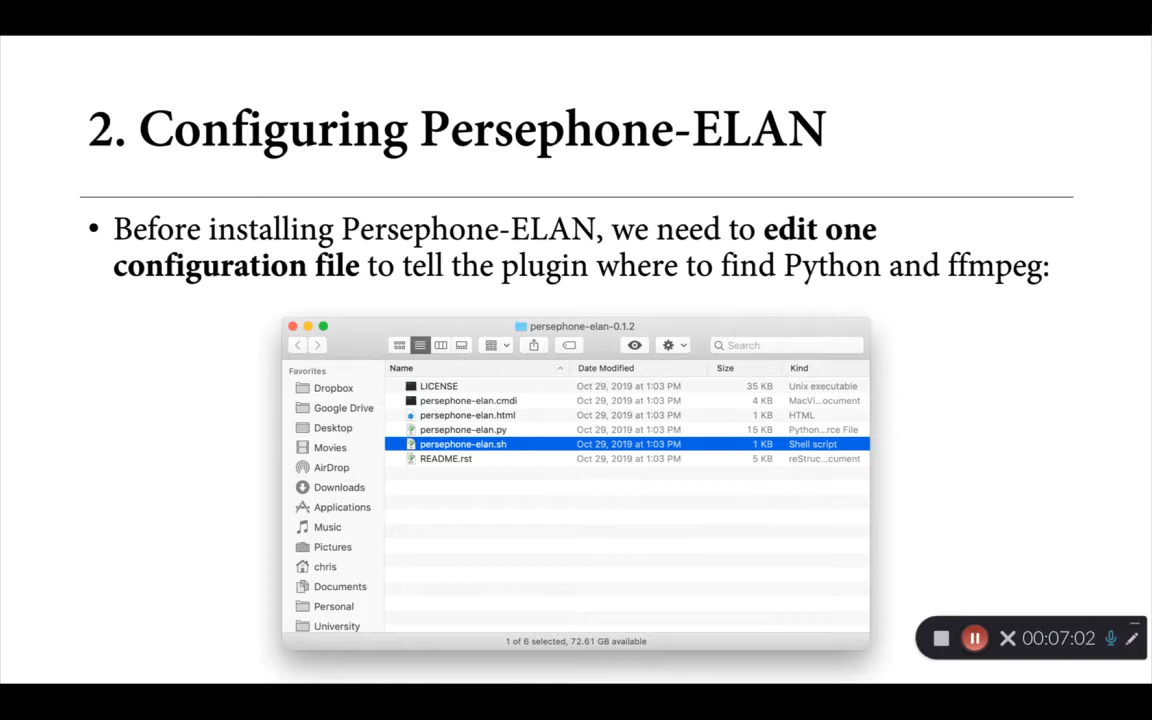 2. Configuring Persephone-ELAN
• Before installing Persephone-ELAN, we need to edit one
configuration file to tell the plugin where to find Python and ffmpeg:
persephone-elan-0.1.2
Search
Favorites
Dropbox
Google Drive
Desktop
Movies
AirDrop
Downloads
Applications
Music
Pictures
chris
Documents
Personal
University
Name Date Modified Size Kind
LICENSE Oct 29, 2019 at 1:03 PM 35 KB Unix executable
persephone-elan.cmdi Oct 29, 2019 at 1:03 PM 4 KB MacVi...ocument
persephone-elan.html Oct 29, 2019 at 1:03 PM 1 KB HTML
persephone-elan.py Oct 29, 2019 at 1:03 PM 15 KB Python...rce File
persephone-elan.sh Oct 29, 2019 at 1:03 PM 1 KB Shell script
README.rst Oct 29, 2019 at 1:03 PM 5 KB reStruc...cument
1 of 6 selected, 72.61 GB available
00:07:02